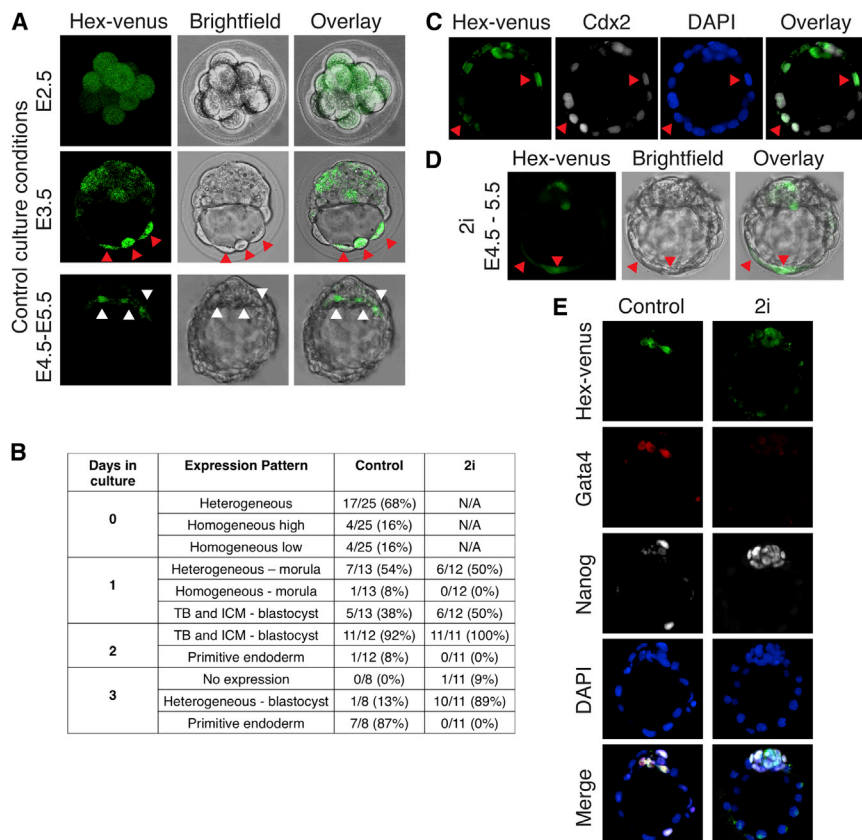 A
Hex-venus Brightfield Overlay
Control culture conditions
E2.5
E3.5
E4.5-E5.5
B
Days in culture Expression Pattern Control 2i
0 Heterogeneous 17/25 (68%) N/A
Homogeneous high 4/25 (16%) N/A
Homogeneous low 4/25 (16%) N/A
1 Heterogeneous – morula 7/13 (54%) 6/12 (50%)
Homogeneous - morula 1/13 (8%) 0/12 (0%)
TB and ICM - blastocyst 5/13 (38%) 6/12 (50%)
2 TB and ICM - blastocyst 11/12 (92%) 11/11 (100%)
Primitive endoderm 1/12 (8%) 0/11 (0%)
3 No expression 0/8 (0%) 1/11 (9%)
Heterogeneous - blastocyst 1/8 (13%) 10/11 (89%)
Primitive endoderm 7/8 (87%) 0/11 (0%)
C
Hex-venus Cdx2 DAPI Overlay
D
Hex-venus Brightfield Overlay
2i
E4.5 - 5.5
E
Control 2i
Hex-venus
Gata4
Nanog
DAPI
Merge